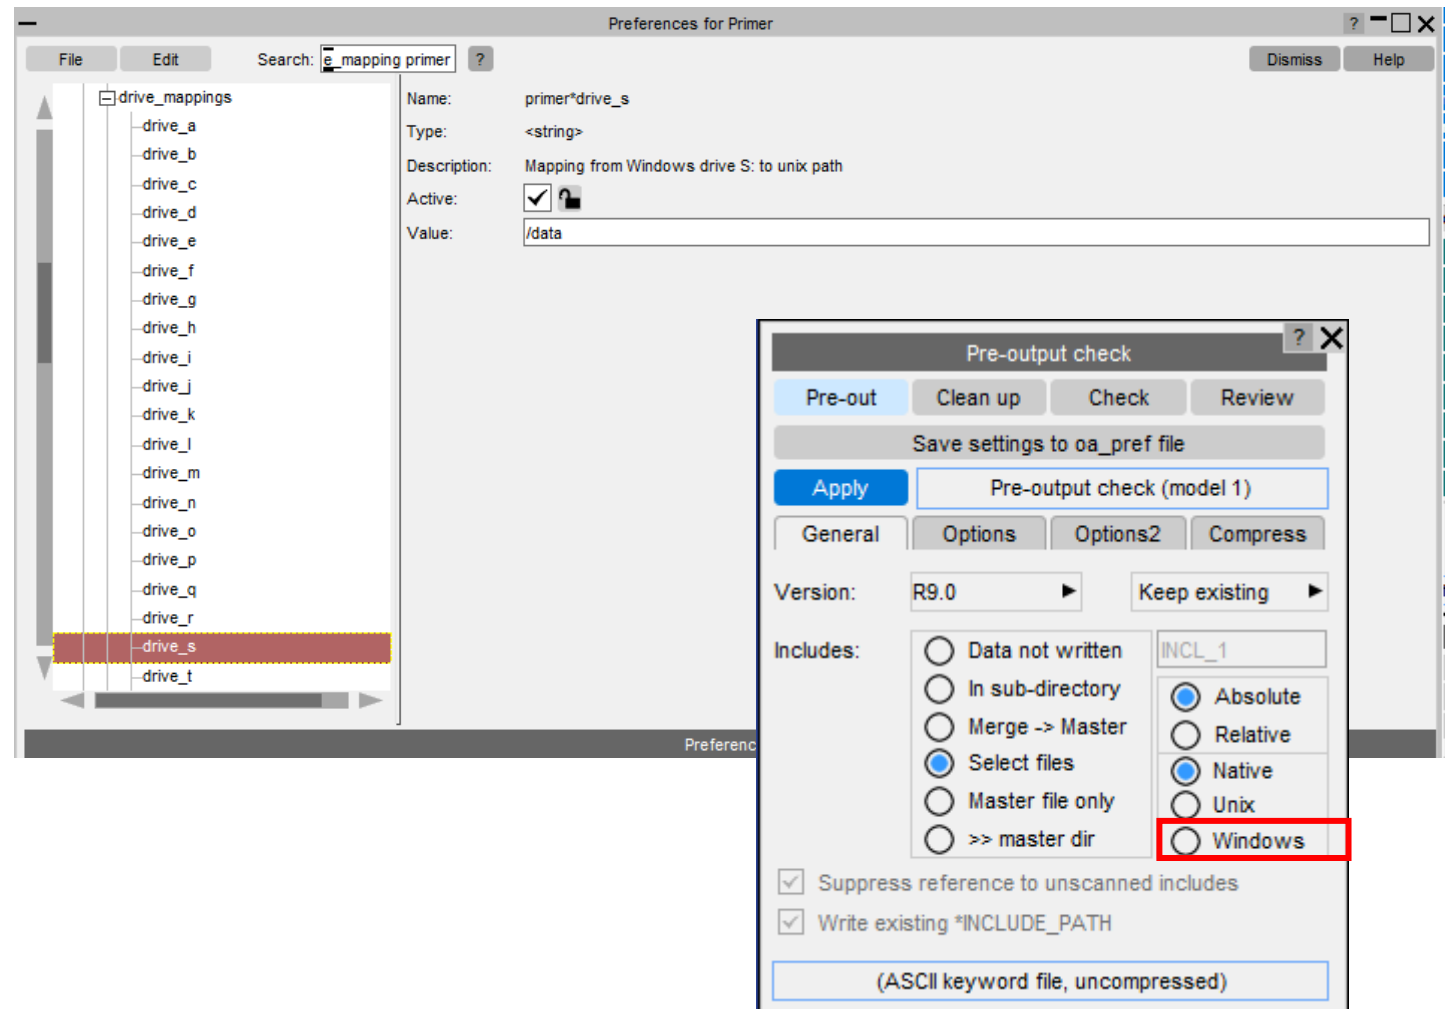 Preferences for Primer
?
File Edit Search: e_mapping primer ? Dismiss Help
drive_mappings
drive_a
drive_b
drive_c
drive_d
drive_e
drive_f
drive_g
drive_h
drive_i
drive_j
drive_k
drive_l
drive_m
drive_n
drive_o
drive_p
drive_q
drive_r
drive_s
drive_t
Name: primer*drive_s
Type: <string>
Description: Mapping from Windows drive S: to unix path
Active:
Value: /data
Preferenc
?
Pre-output check
Pre-out Clean up Check Review
Save settings to oa_pref file
Apply Pre-output check (model 1)
General Options Options2 Compress
Version: R9.0 Keep existing
Includes: Data not written INCL_1
In sub-directory Absolute
Merge -> Master Relative
Select files Native
Master file only Unix
>> master dir Windows
Suppress reference to unscanned includes
Write existing *INCLUDE_PATH
(ASCII keyword file, uncompressed)